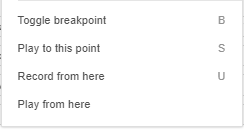 Toggle breakpoint B
Play to this point S
Record from here U
Play from here